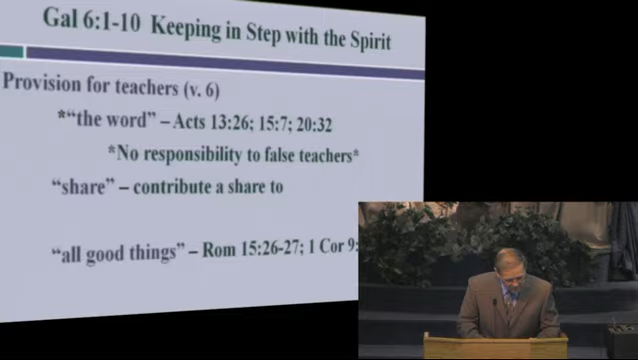 Gal 6:1-10 Keeping in Step with the Spirit
Provision for teachers (v. 6)
*“the word” – Acts 13:26; 15:7; 20:32
*No responsibility to false teachers*
“share” – contribute a share to
“all good things” – Rom 15:26-27; 1 Cor 9: